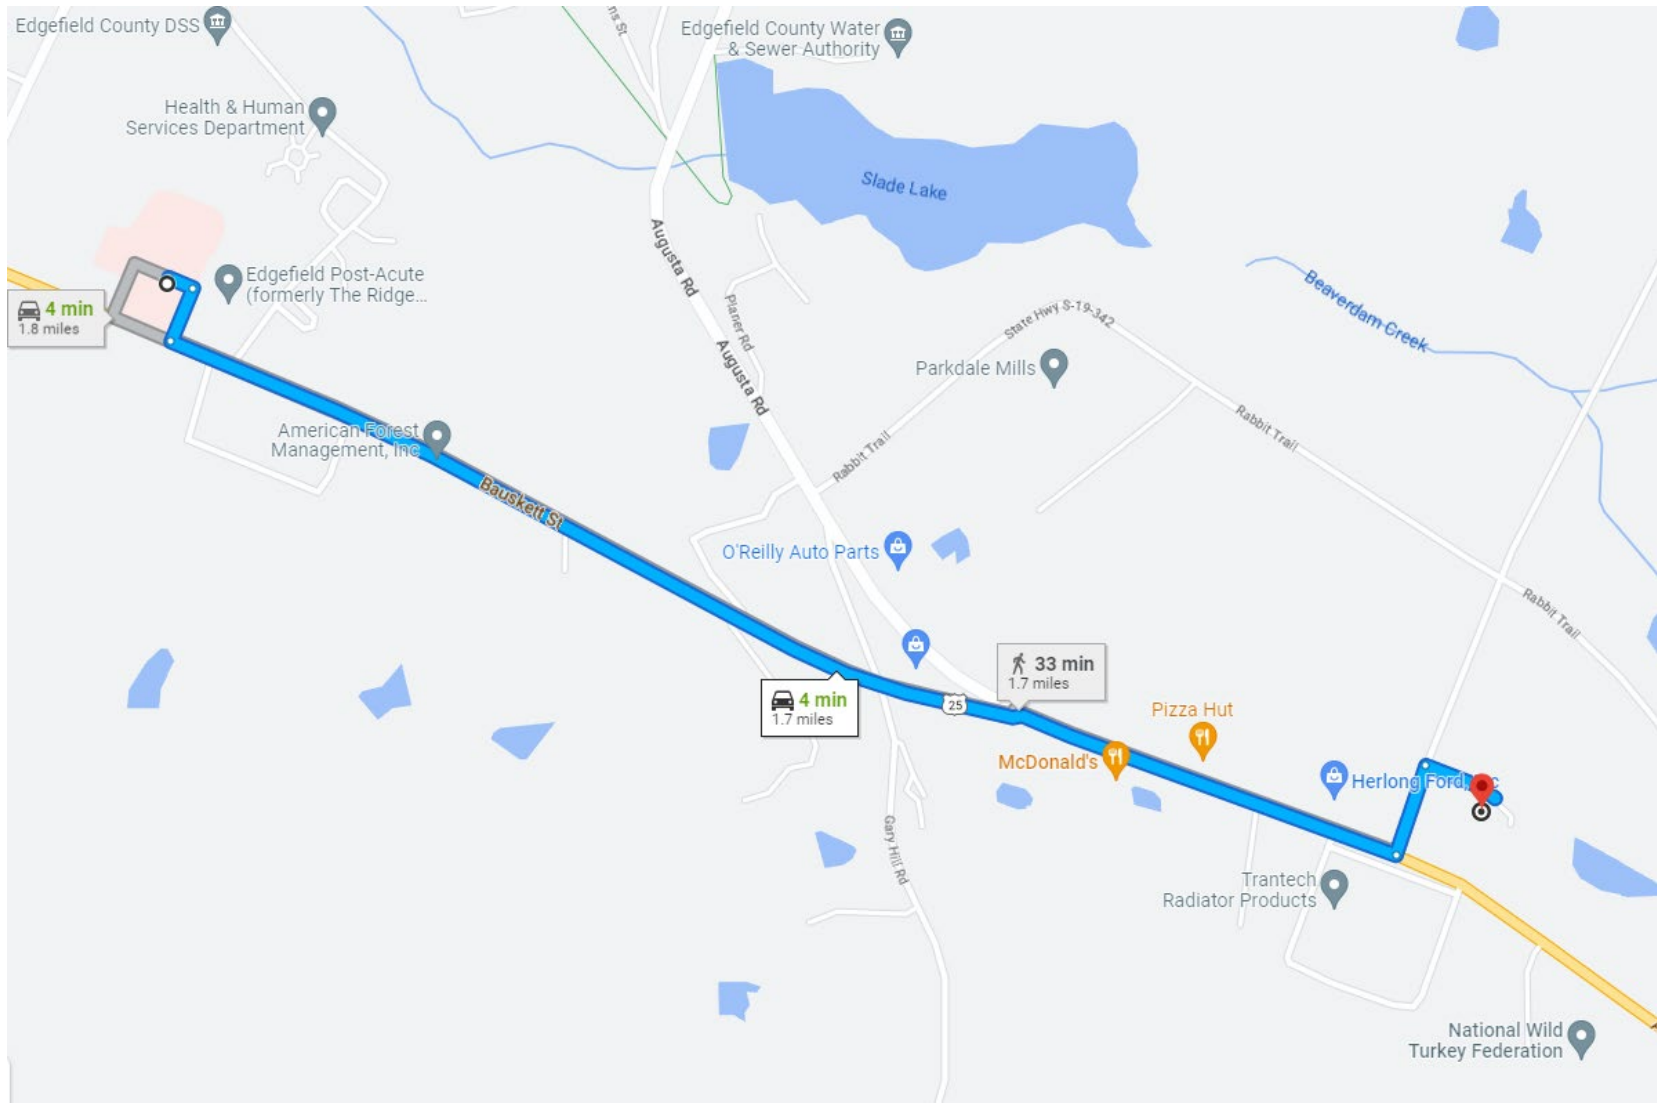 Edgefield County DSS
ns St
Edgefield County Water
& Sewer Authority
Health & Human
Services Department
Slade Lake
Augusta Rd
Edgefield Post-Acute
(formerly The Ridge...
4 min
1.8 miles
Planer Rd
Beaverdam Creek
State Hwy S-19-342
Augusta Rd
Parkdale Mills
Rabbit Trail
Rabbit Trail
American Forest
Management, Inc
Bauskett St
O'Reilly Auto Parts
Rabbit Trail
33 min
1.7 miles
4 min
1.7 miles
25
Pizza Hut
McDonald's
Herlong Ford, Inc
Gary Hill Rd
Trantech
Radiator Products
National Wild
Turkey Federation